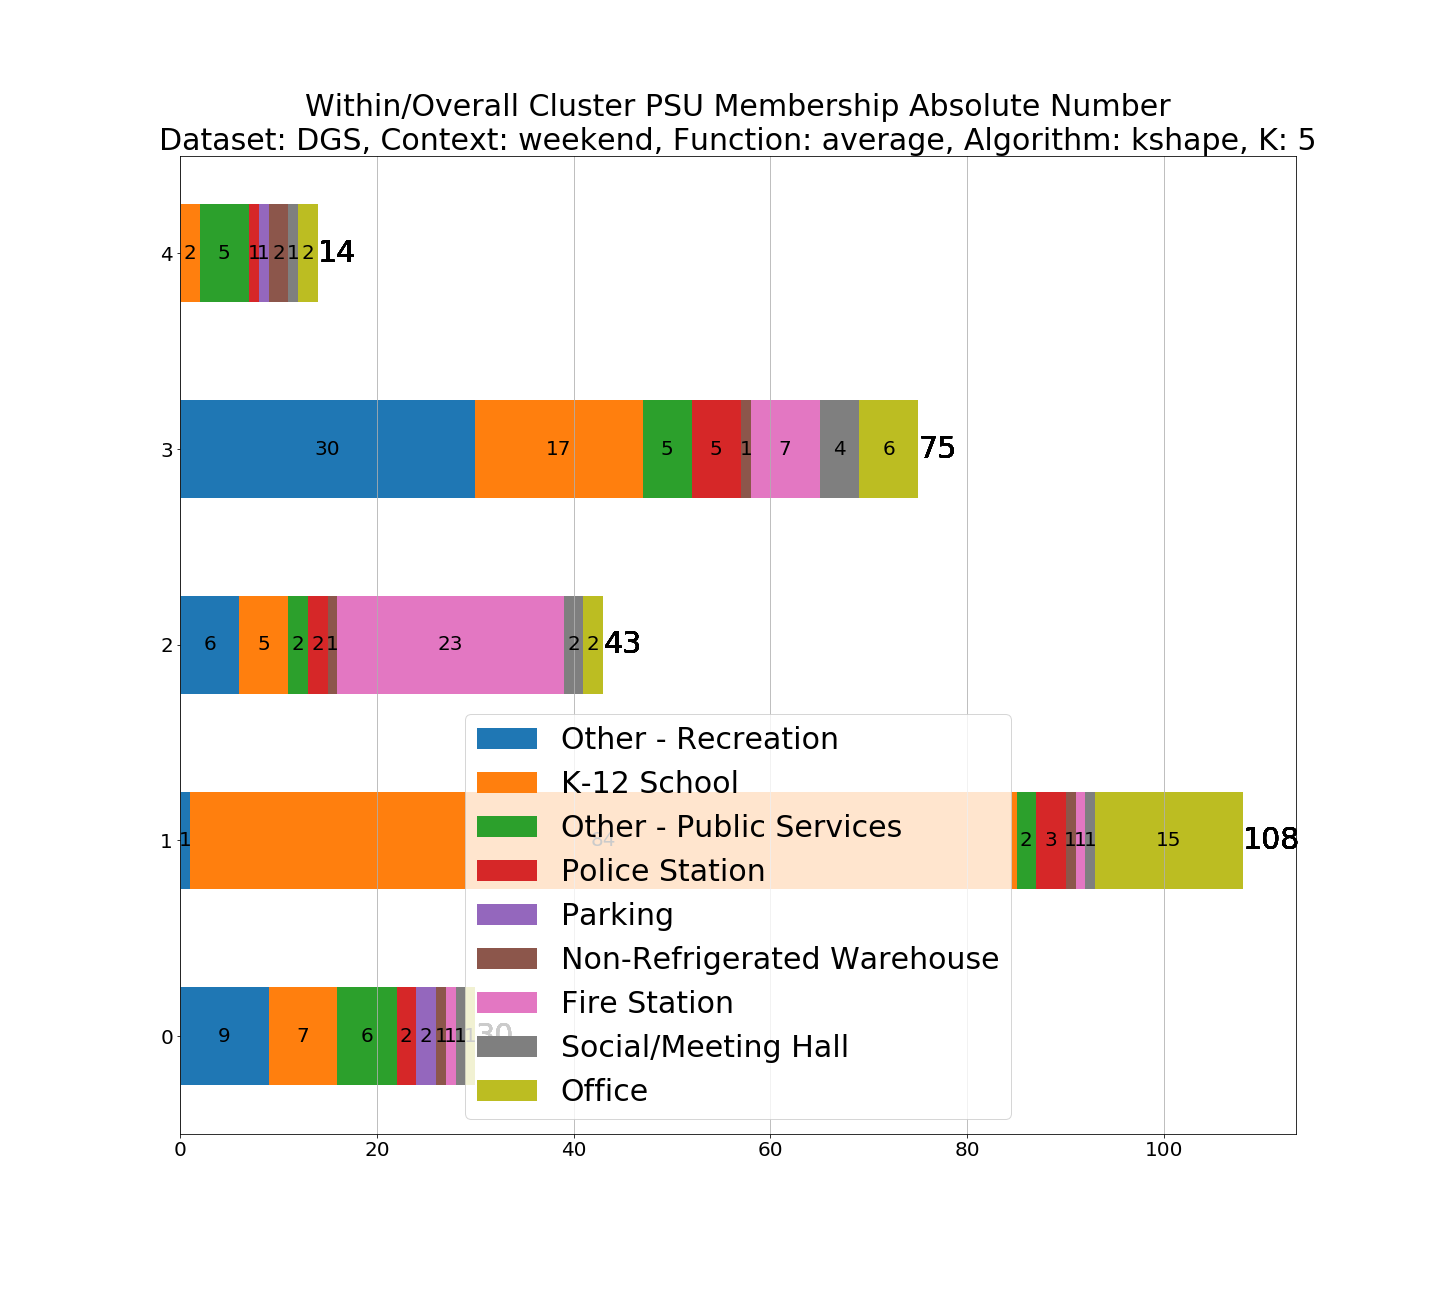 Within/Overall Cluster PSU Membership Absolute Number
Dataset: DGS, Context: weekend, Function: average, Algorithm: kshape, K: 5
4 2 5 1 1 2 1 2 14
3 30 17 5 5 1 7 4 6 75
2 6 5 2 2 1 23 2 2 43
Other - Recreation
K-12 School
1 1 84 2 3 1 1 1 15 108
Other - Public Services
Police Station
Parking
Non-Refrigerated Warehouse
Fire Station
0 9 7 6 2 2 1 1 1 1 30
Social/Meeting Hall
Office
0 20 40 60 80 100